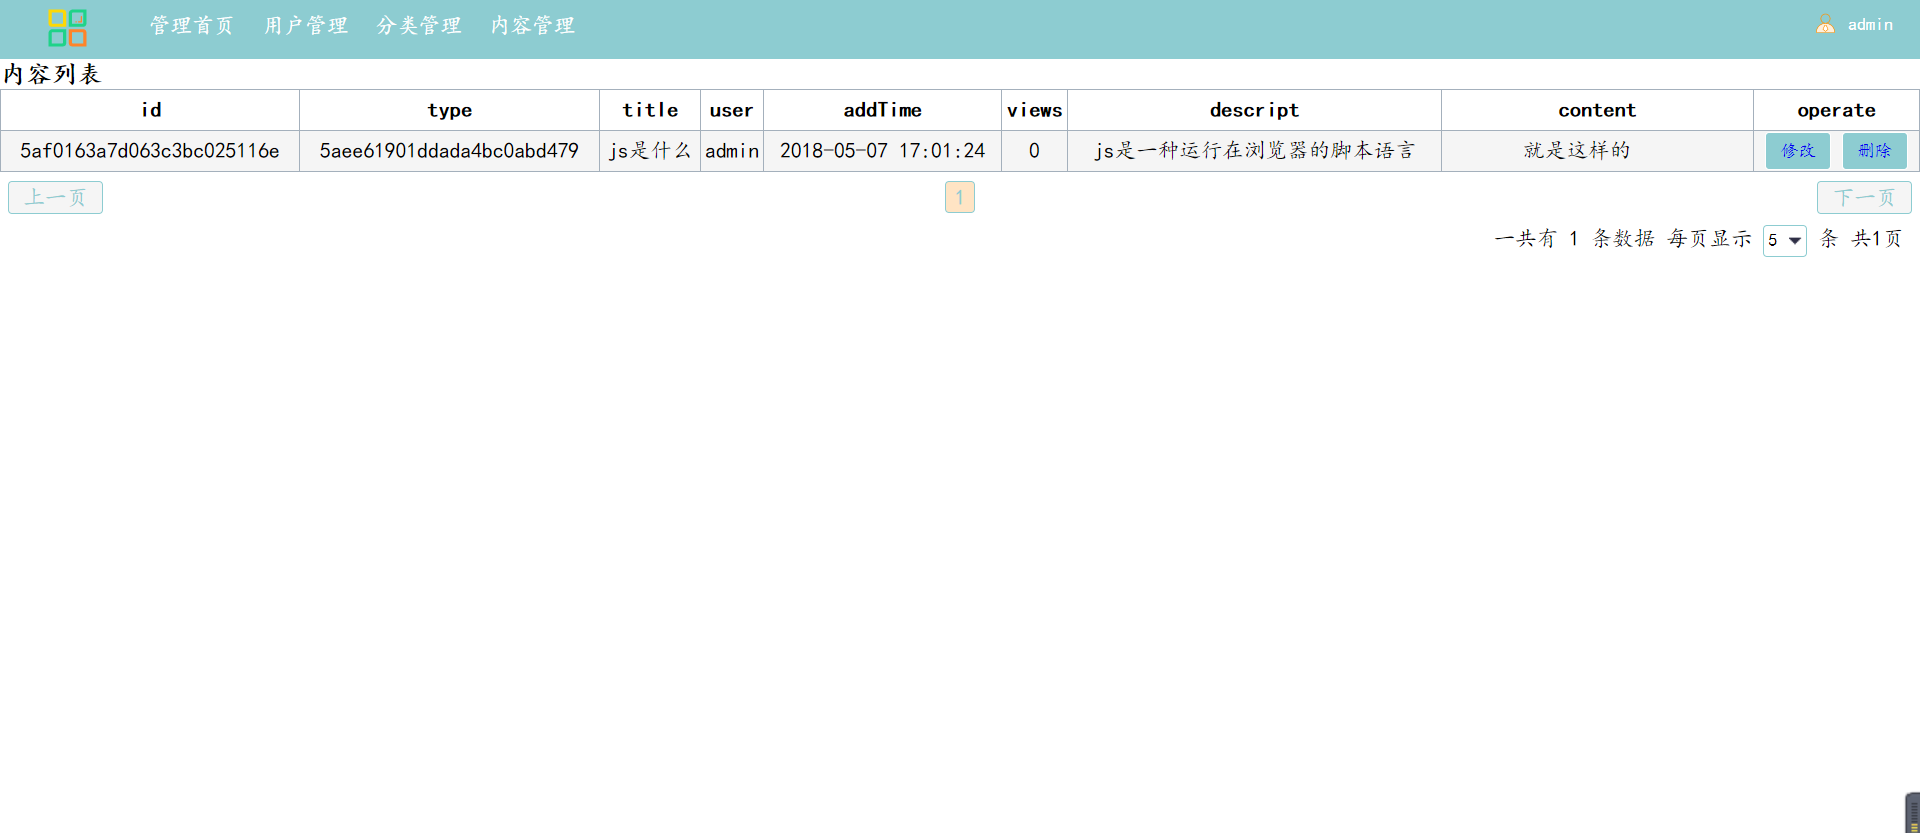 管理首页 用户管理 分类管理 内容管理 admin
内容列表
id type title user addTime views descript content operate
5af0163a7d063c3bc025116e 5aee61901ddada4bc0abd479 js是什么 admin 2018-05-07 17:01:24 0 js是一种运行在浏览器的脚本语言 就是这样的 修改 删除
上一页 1 下一页
一共有 1 条数据 每页显示 5 条 共1页